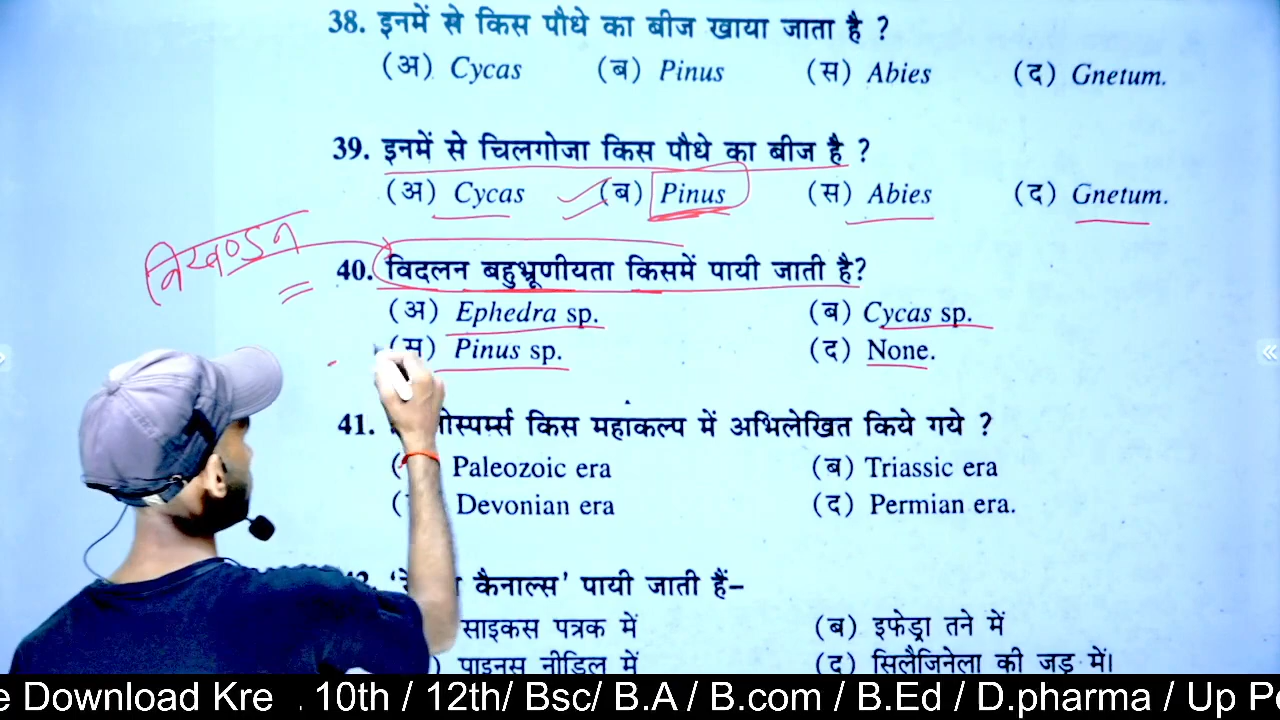 38. इनमें से किस पौधे का बीज खाया जाता है ?
(अ) Cycas (ब) Pinus (स) Abies (द) Gnetum.
39. इनमें से चिलगोजा किस पौधे का बीज है ?
(अ) Cycas (ब) Pinus (स) Abies (द) Gnetum.
विखण्डन
40. विदलन बहुभ्रूणीयता किसमें पायी जाती है?
(अ) Ephedra sp. (ब) Cycas sp.
(स) Pinus sp. (द) None.
41. किस महाकल्प में अभिलेखित किये गये ?
Paleozoic era (ब) Triassic era
Devonian era (द) Permian era.
कैनाल्स’ पायी जाती हैं–
साइकस पत्रक में (ब) इफेड्रा तने में
पाइनस नीडिल में (द) सिलैजिनेला की जड़ में।
e Download Kre . 10th / 12th/ Bsc/ B.A / B.com / B.Ed / D.pharma / Up Po